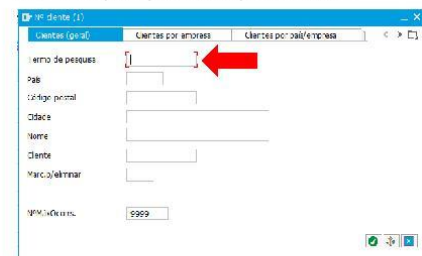 Nº cliente (1)
Clientes (geral) Clientes por empresa Clientes por país/empresa
Termo de pesquisa
País
Código postal
Cidade
Nome
Cliente
Marc.p/eliminar
NºMáxOcorrs. 9999